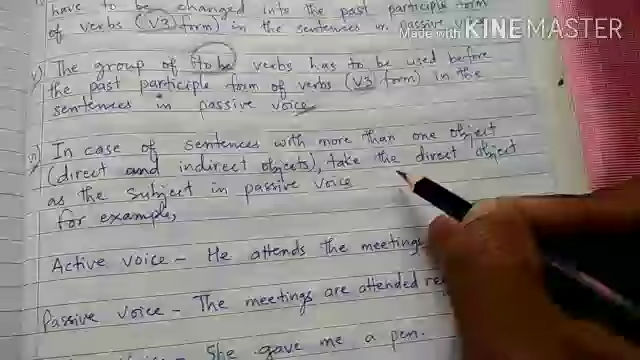 have to be changed into the past participle form
of verbs (V3 form) in the sentences in passive
Made with KINEMASTER
v) The group of 'to be' verbs has to be used before
the past participle form of verbs (V3 form) in the
sentences in passive voice
vi) In case of sentences with more than one object
(direct and indirect objects), take the direct object
as the subject in passive voice
for example,
Active voice - He attends the meetings
Passive voice - The meetings are attended
She gave me a pen.